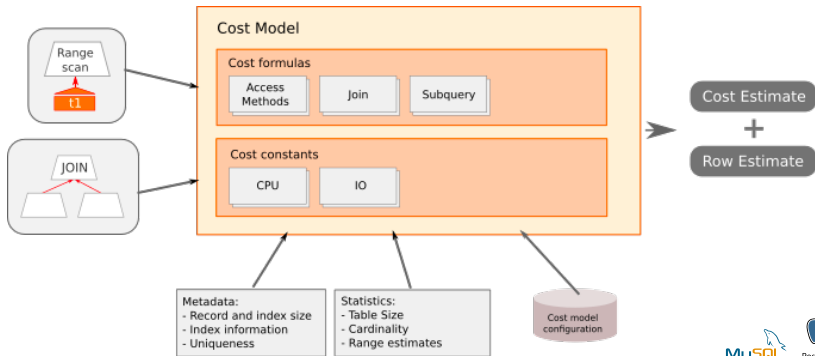 Cost Model
Range
scan
t1
Cost formulas
Access
Methods
Join
Subquery
JOIN
Cost constants
CPU
IO
Cost Estimate
+
Row Estimate
Metadata:
- Record and index size
- Index information
- Uniqueness
Statistics:
- Table Size
- Cardinality
- Range estimates
Cost model
configuration
MySQL